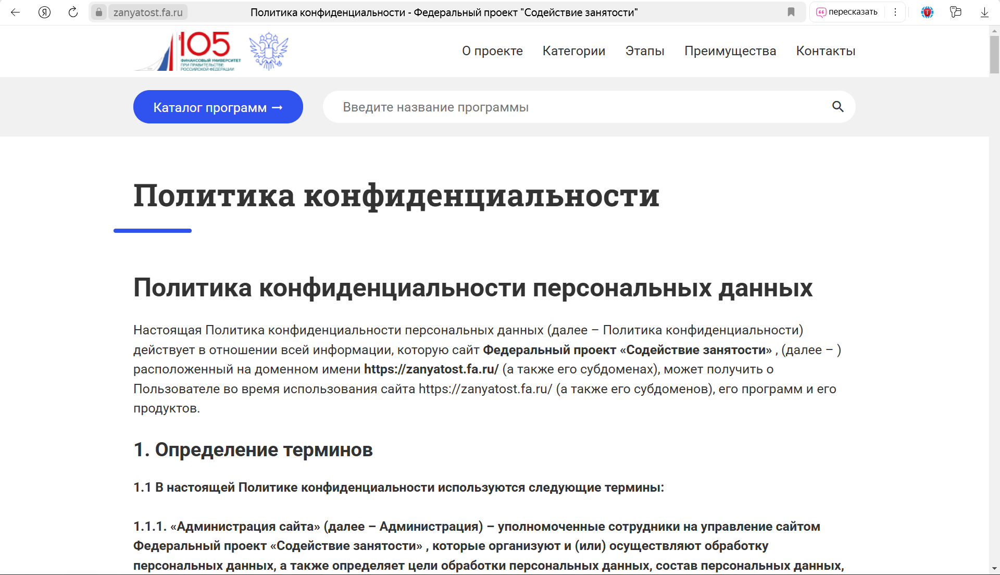 Я
zanyatost.fa.ru
Политика конфиденциальности - Федеральный проект "Содействие занятости"
пересказать
T
ЛЕТ
105
ФИНАНСОВЫЙ УНИВЕРСИТЕТ
ПРИ ПРАВИТЕЛЬСТВЕ
РОССИЙСКОЙ ФЕДЕРАЦИИ
О проекте Категории Этапы Преимущества Контакты
Каталог программ →
Введите название программы
Политика конфиденциальности
Политика конфиденциальности персональных данных
Настоящая Политика конфиденциальности персональных данных (далее – Политика конфиденциальности)
действует в отношении всей информации, которую сайт Федеральный проект «Содействие занятости» , (далее – )
расположенный на доменном имени https://zanyatost.fa.ru/ (а также его субдоменах), может получить о
Пользователе во время использования сайта https://zanyatost.fa.ru/ (а также его субдоменов), его программ и его
продуктов.
1. Определение терминов
1.1 В настоящей Политике конфиденциальности используются следующие термины:
1.1.1. «Администрация сайта» (далее – Администрация) – уполномоченные сотрудники на управление сайтом
Федеральный проект «Содействие занятости» , которые организуют и (или) осуществляют обработку
персональных данных, а также определяет цели обработки персональных данных, состав персональных данных,